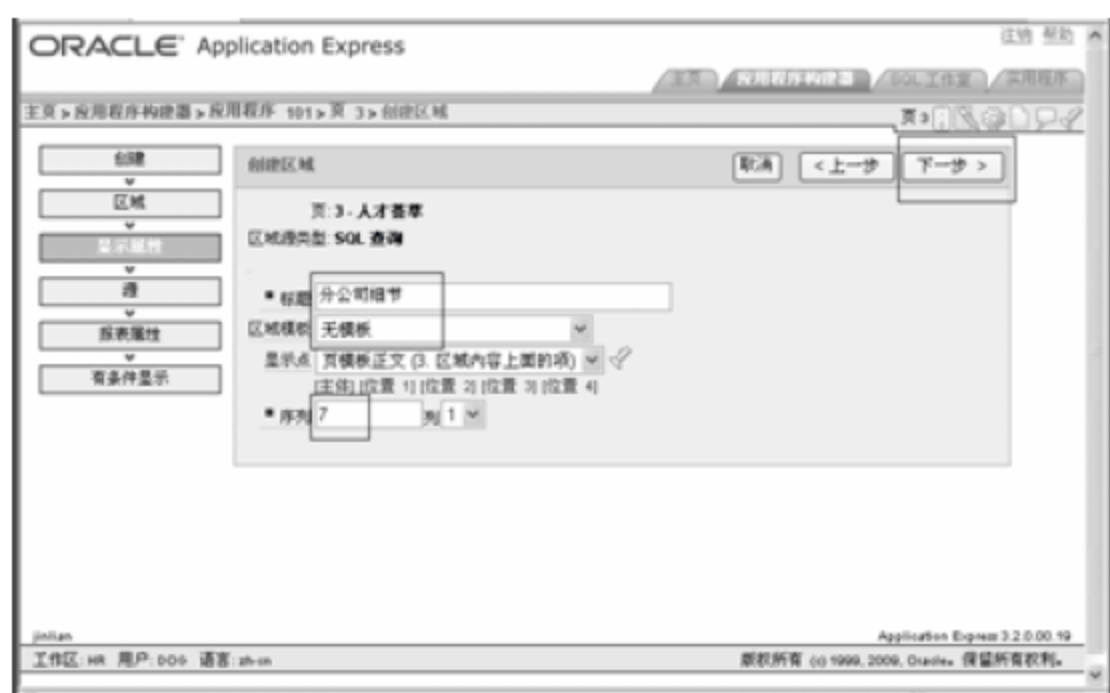 ORACLE Application Express
注销 帮助
主页 应用程序构建器 SQL 工作室 实用程序
主页 > 应用程序构建器 > 应用程序 101 > 页 3 > 创建区域
页 3
创建
区域
显示属性
源
报表属性
有条件显示
创建区域
取消 < 上一步 下一步 >
页: 3 - 人才荟萃
区域源类型: SQL 查询
标题 分公司细节
区域模板 无模板
显示点 页模板正文 (3. 区域内容上面的项)
[主体] [位置 1] [位置 2] [位置 3] [位置 4]
序列 7 列 1
jinlian
Application Express 3.2.0.00.19
工作区: HR 用户: DOG 语言: zh-cn
版权所有 (c) 1999, 2009, Oracle。保留所有权利。